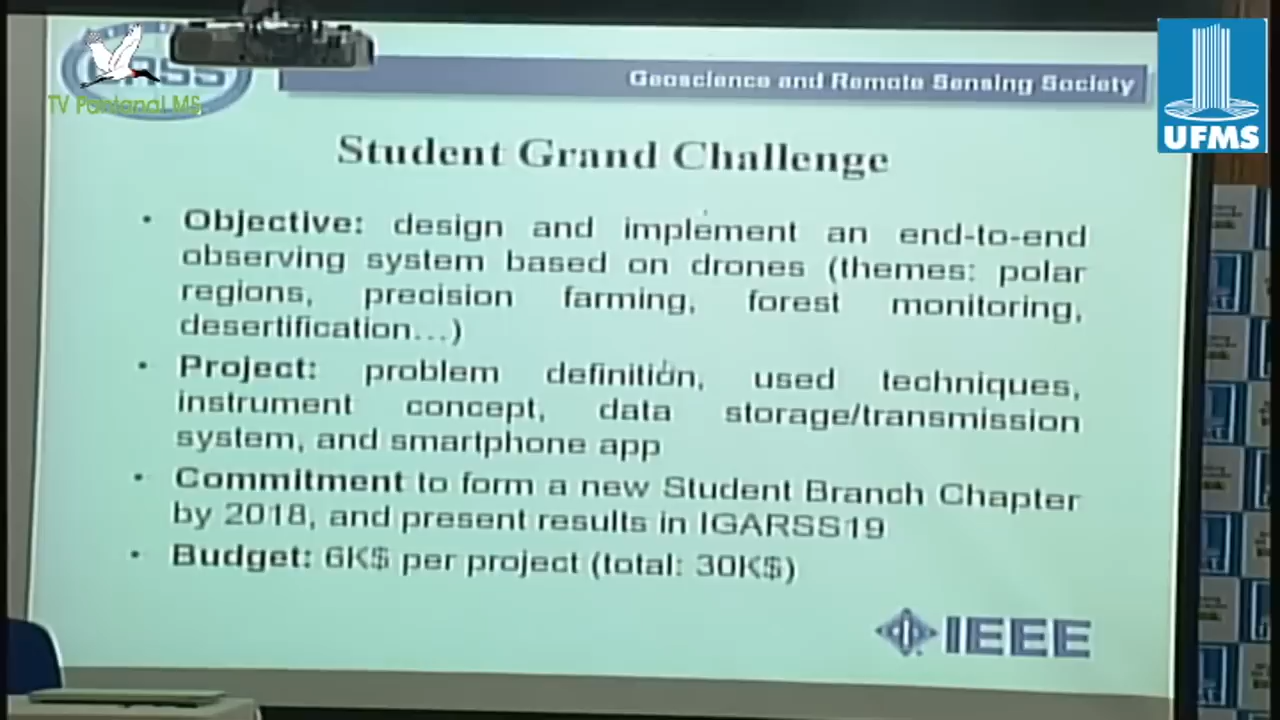 GRSS
TV Pantanal MS
Geoscience and Remote Sensing Society
UFMS
Student Grand Challenge
• Objective: design and implement an end-to-end
observing system based on drones (themes: polar
regions, precision farming, forest monitoring,
desertification...)
• Project: problem definition, used techniques,
instrument concept, data storage/transmission
system, and smartphone app
• Commitment to form a new Student Branch Chapter
by 2018, and present results in IGARSS19
• Budget: 6K$ per project (total: 30K$)
IEEE